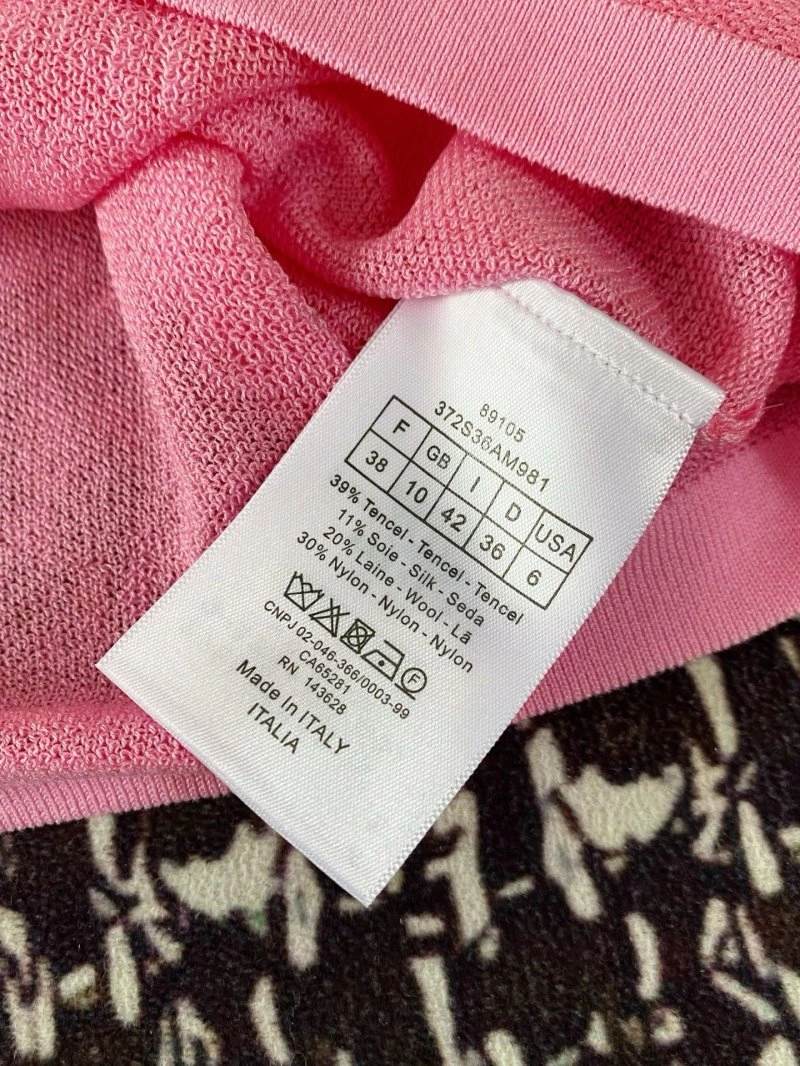 89105
372S36AM981
F GB I D USA
38 10 42 36 6
39% Tencel - Tencel - Tencel
11% Soie - Silk - Seda
20% Laine - Wool - Lã
30% Nylon - Nylon - Nylon
CNPJ 02-046-366/0003-99
CA65281
RN 143628
Made in ITALY
ITALIA